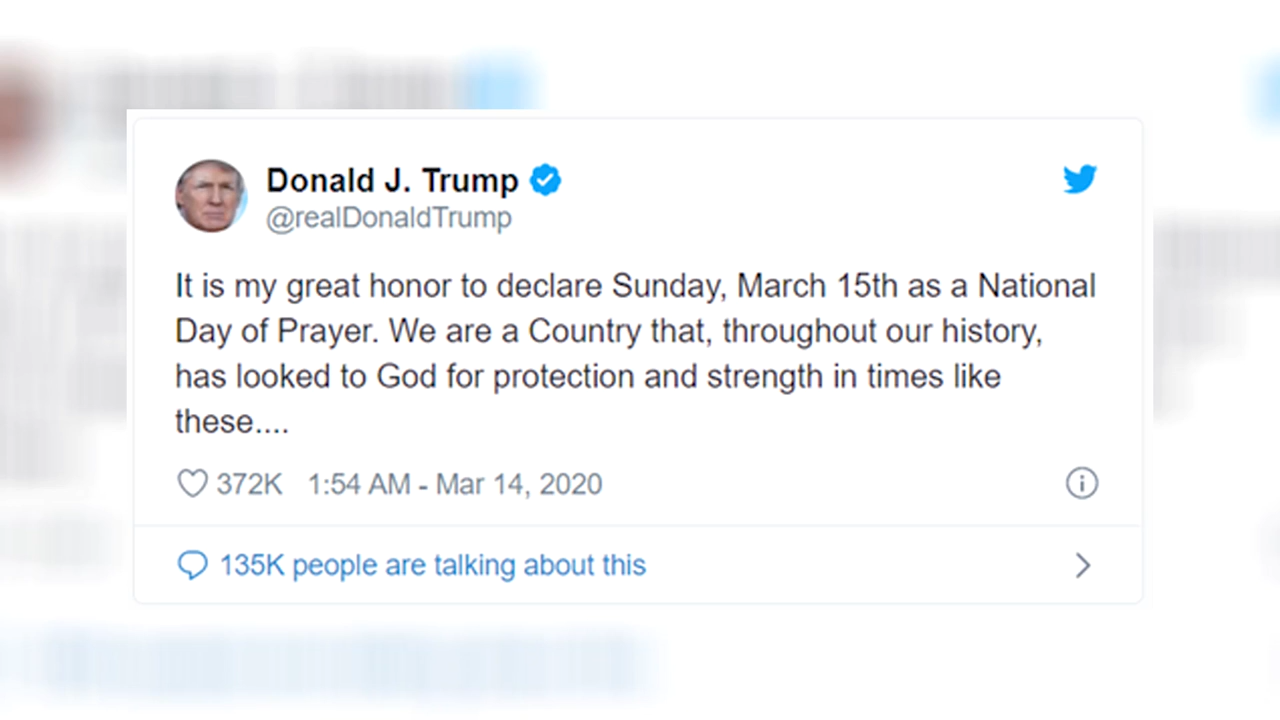 Donald J. Trump
@realDonaldTrump
It is my great honor to declare Sunday, March 15th as a National
Day of Prayer. We are a Country that, throughout our history,
has looked to God for protection and strength in times like
these....
372K 1:54 AM - Mar 14, 2020
135K people are talking about this